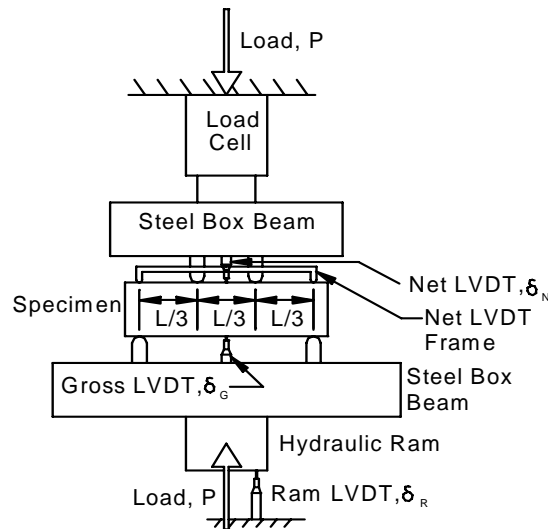 Load, P
Load
Cell
Steel Box Beam
Net LVDT, δN
Specimen
L/3 L/3 L/3
Net LVDT
Frame
Gross LVDT, δG
Steel Box
Beam
Hydraulic Ram
Load, P
Ram LVDT, δR